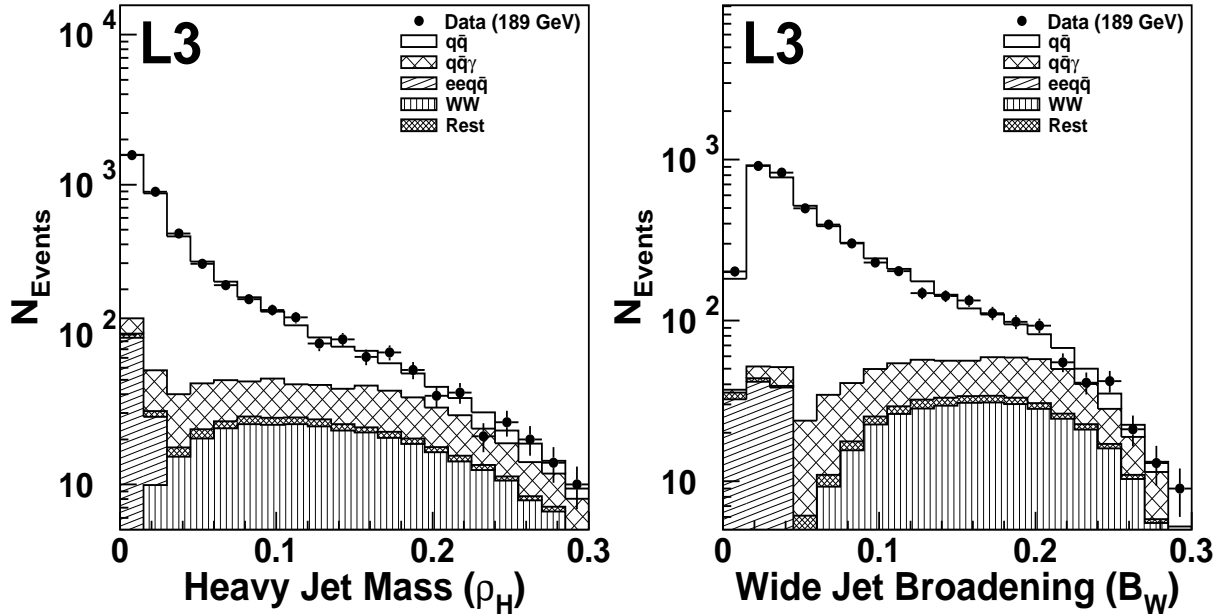 L3
Data (189 GeV)
qq̄
qq̄γ
eeqq̄
WW
Rest
N_Events
10⁴
10³
10²
10
0
0.1
0.2
0.3
Heavy Jet Mass (ρ_H)
L3
Data (189 GeV)
qq̄
qq̄γ
eeqq̄
WW
Rest
N_Events
10³
10²
10
0
0.1
0.2
0.3
Wide Jet Broadening (B_W)